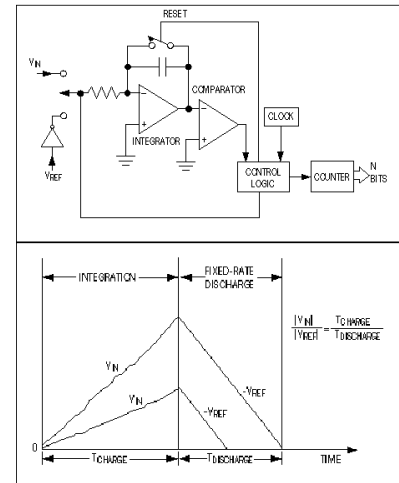 RESET
VIN
COMPARATOR
CLOCK
INTEGRATOR
VREF
CONTROL
LOGIC
COUNTER
N
BITS
INTEGRATION
FIXED-RATE
DISCHARGE
|VIN|
|VREF|
=
TCHARGE
TDISCHARGE
VIN
-VREF
VIN
-VREF
0
TCHARGE
TDISCHARGE
TIME